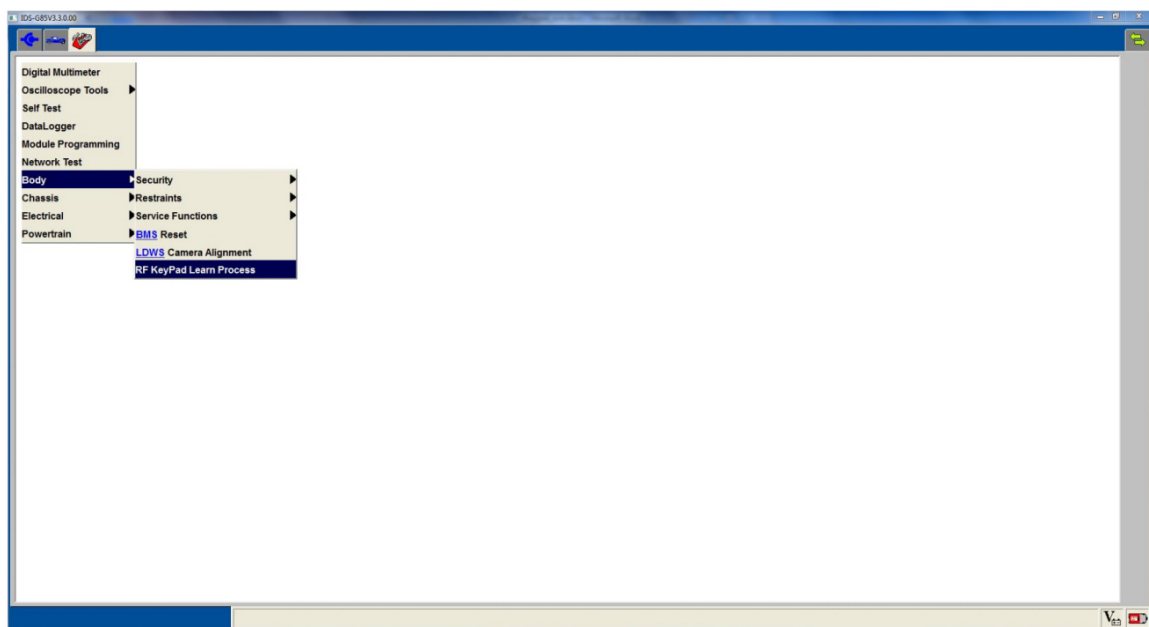 IDS-G85V3.3.0.00
Digital Multimeter
Oscilloscope Tools
Self Test
DataLogger
Module Programming
Network Test
Body
Chassis
Electrical
Powertrain
Security
Restraints
Service Functions
BMS Reset
LDWS Camera Alignment
RF KeyPad Learn Process
V